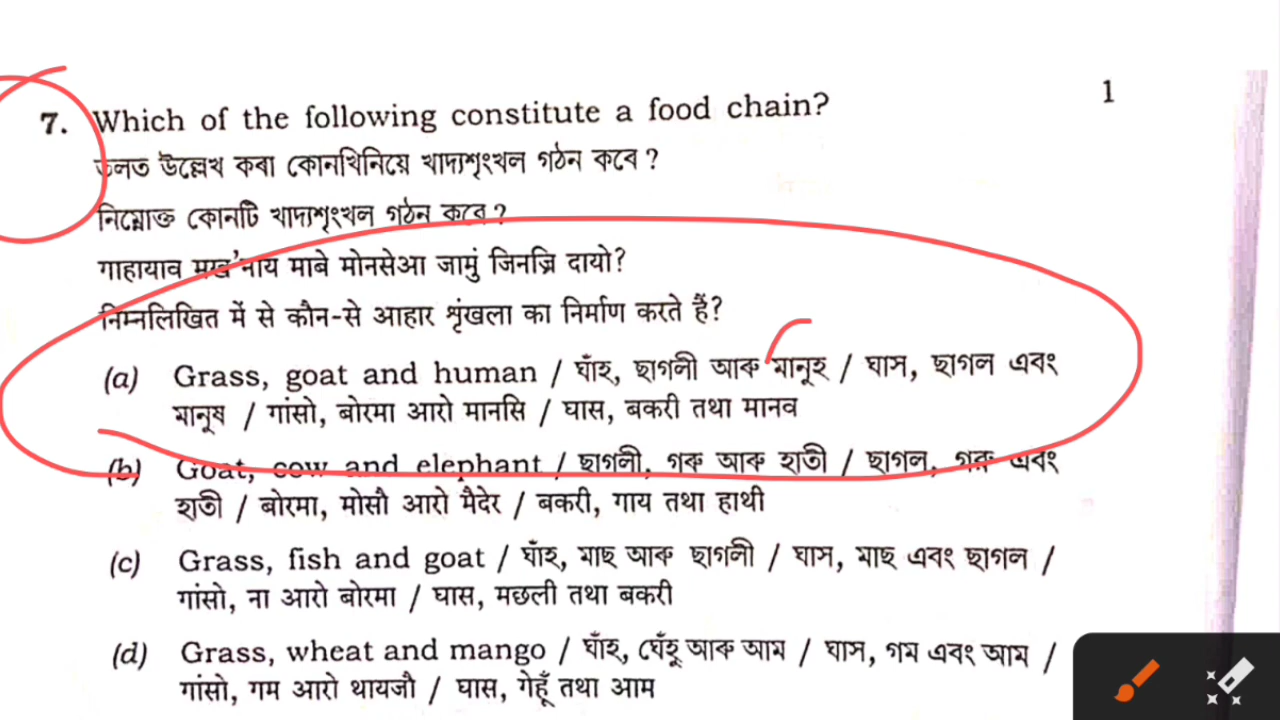 7. Which of the following constitute a food chain? 1
তলত উল্লেখ কৰা কোনখিনিয়ে খাদ্যশৃংখল গঠন কৰে ?
নিম্নোক্ত কোনটি খাদ্যশৃংখল গঠন করে ?
गाहायाव मख'नाय माबे मोनसेआ जामुं जिनज्रि दायो?
निम्नलिखित में से कौन-से आहार शृंखला का निर्माण करते हैं?
(a) Grass, goat and human / ঘাঁহ, ছাগলী আৰু মানুহ / ঘাস, ছাগল এবং
মানুষ / गांसो, बोरमा आरो मानसि / घास, बकरी तथा मानव
(b) Goat, cow and elephant / ছাগলী, গৰু আৰু হাতী / ছাগল, গরু এবং
হাতী / बोरमा, मोसौ आरो मैदेर / बकरी, गाय तथा हाथी
(c) Grass, fish and goat / ঘাঁহ, মাছ আৰু ছাগলী / ঘাস, মাছ এবং ছাগল /
गांसो, ना आरो बोरमा / घास, मछली तथा बकरी
(d) Grass, wheat and mango / ঘাঁহ, ঘেঁহু আৰু আম / ঘাস, গম এবং আম /
गांसो, गम आरो थायजौ / घास, गेहूँ तथा आम